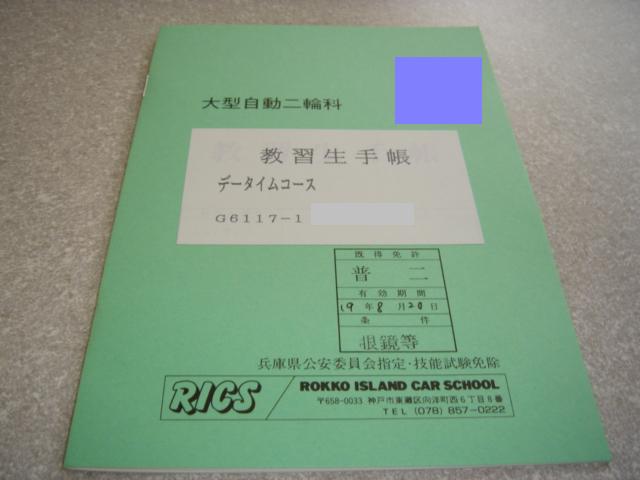 大型自動二輪科
教習生手帳
データイムコース
G6117-1
既得免許
普二
有効期間
19年8月20日
条件
眼鏡等
兵庫県公安委員会指定・技能試験免除
RICS
ROKKO ISLAND CAR SCHOOL
〒658-0033 神戸市東灘区向洋町西6丁目8番
TEL (078) 857-0222